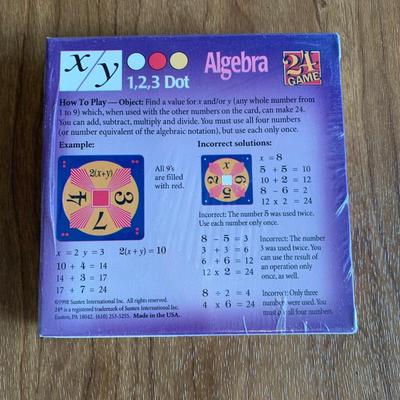 x/y
1,2,3 Dot
Algebra
24
GAME
How To Play — Object: Find a value for x and/or y (any whole number from
1 to 9) which, when used with the other numbers on the card, can make 24.
You can add, subtract, multiply and divide. You must use all four numbers
(or number equivalent of the algebraic notation), but use each only once.
Example:
2(x+y)
4
3
7
All 9's
are filled
with red.
x = 2 y = 3 2(x + y) = 10
10 + 4 = 14
14 + 3 = 17
17 + 7 = 24
Incorrect solutions:
x
2
6
5
x = 8
5 + 5 = 10
10 + 2 = 12
8 - 6 = 2
12 x 2 = 24
Incorrect: The number 5 was used twice.
Use each number only once.
8 - 5 = 3
3 + 3 = 6
6 + 6 = 12
12 x 2 = 24
Incorrect: The number
3 was used twice. You
can use the result of
an operation only
once, as well.
8 ÷ 2 = 4
4 x 6 = 24
Incorrect: Only three
number were used. You
must use all four numbers.
©1998 Suntex International Inc. All rights reserved.
24® is a registered trademark of Suntex International Inc.
Easton, PA 18042. (610) 253-5255. Made in the USA.